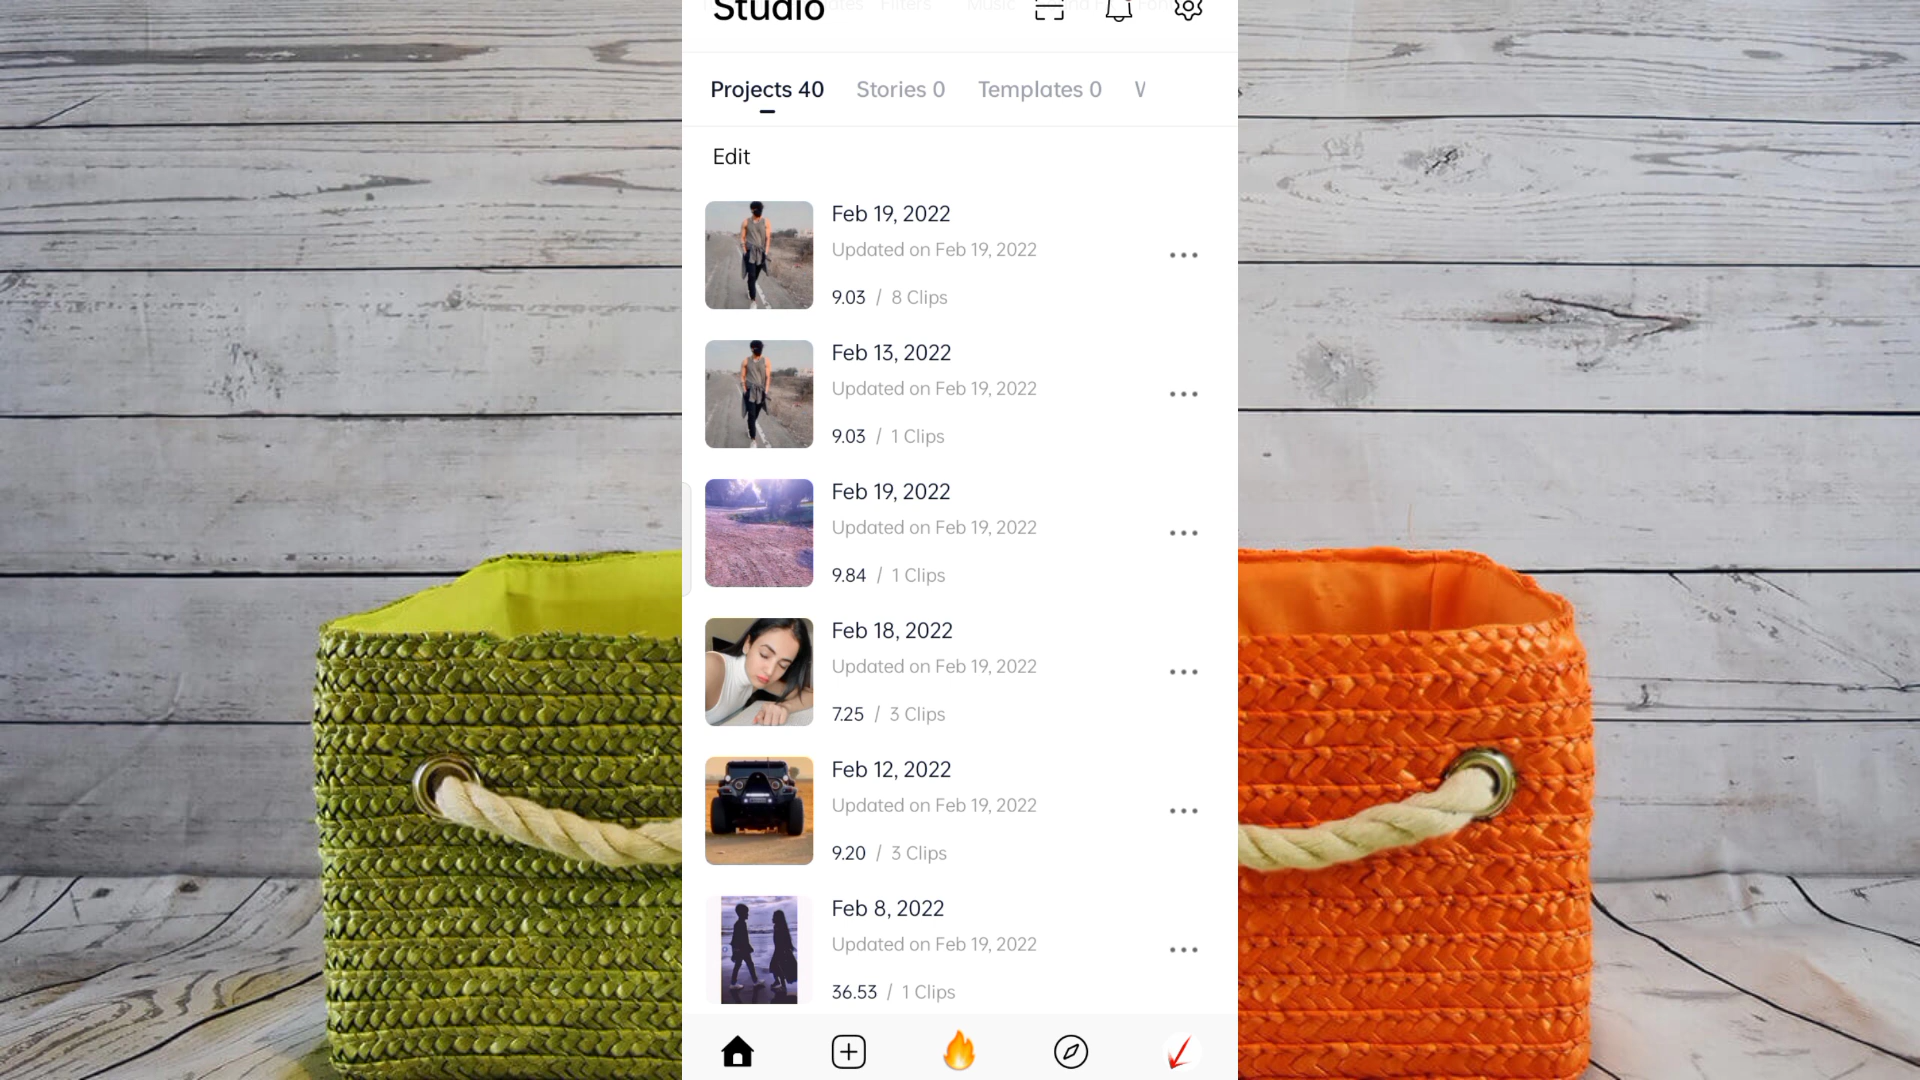 Studio
Filters
Music
Projects 40 Stories 0 Templates 0
Edit
Feb 19, 2022
Updated on Feb 19, 2022
9.03 / 8 Clips
Feb 13, 2022
Updated on Feb 19, 2022
9.03 / 1 Clips
Feb 19, 2022
Updated on Feb 19, 2022
9.84 / 1 Clips
Feb 18, 2022
Updated on Feb 19, 2022
7.25 / 3 Clips
Feb 12, 2022
Updated on Feb 19, 2022
9.20 / 3 Clips
Feb 8, 2022
Updated on Feb 19, 2022
36.53 / 1 Clips